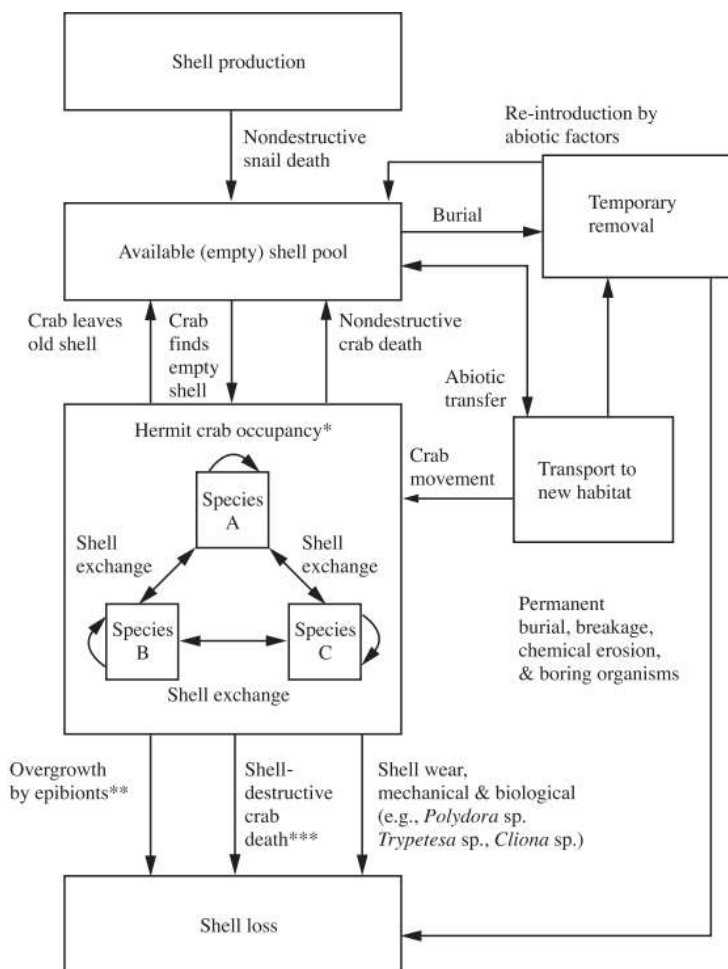 Shell production
Nondestructive
snail death
Re-introduction by
abiotic factors
Temporary
removal
Burial
Available (empty) shell pool
Crab leaves
old shell
Crab
finds
empty
shell
Nondestructive
crab death
Abiotic
transfer
Hermit crab occupancy*
Crab
movement
Transport to
new habitat
Species
A
Shell
exchange
Shell
exchange
Species
B
Species
C
Shell exchange
Permanent
burial, breakage,
chemical erosion,
& boring organisms
Overgrowth
by epibionts**
Shell-
destructive
crab
death***
Shell wear,
mechanical & biological
(e.g., Polydora sp.
Trypetesa sp., Cliona sp.)
Shell loss